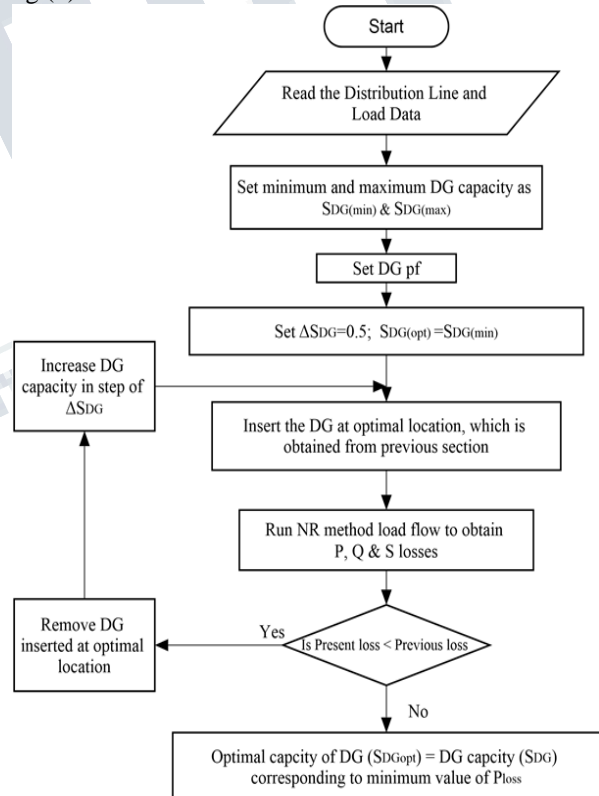 Start
Read the Distribution Line and
Load Data
Set minimum and maximum DG capacity as
SDG(min) & SDG(max)
Set DG pf
Set ΔSDG=0.5; SDG(opt) =SDG(min)
Increase DG
capacity in step of
ΔSDG
Insert the DG at optimal location, which is
obtained from previous section
Run NR method load flow to obtain
P, Q & S losses
Remove DG
inserted at optimal
location
Yes
Is Present loss < Previous loss
No
Optimal capcity of DG (SDGopt) = DG capcity (SDG)
corresponding to minimum value of Ploss